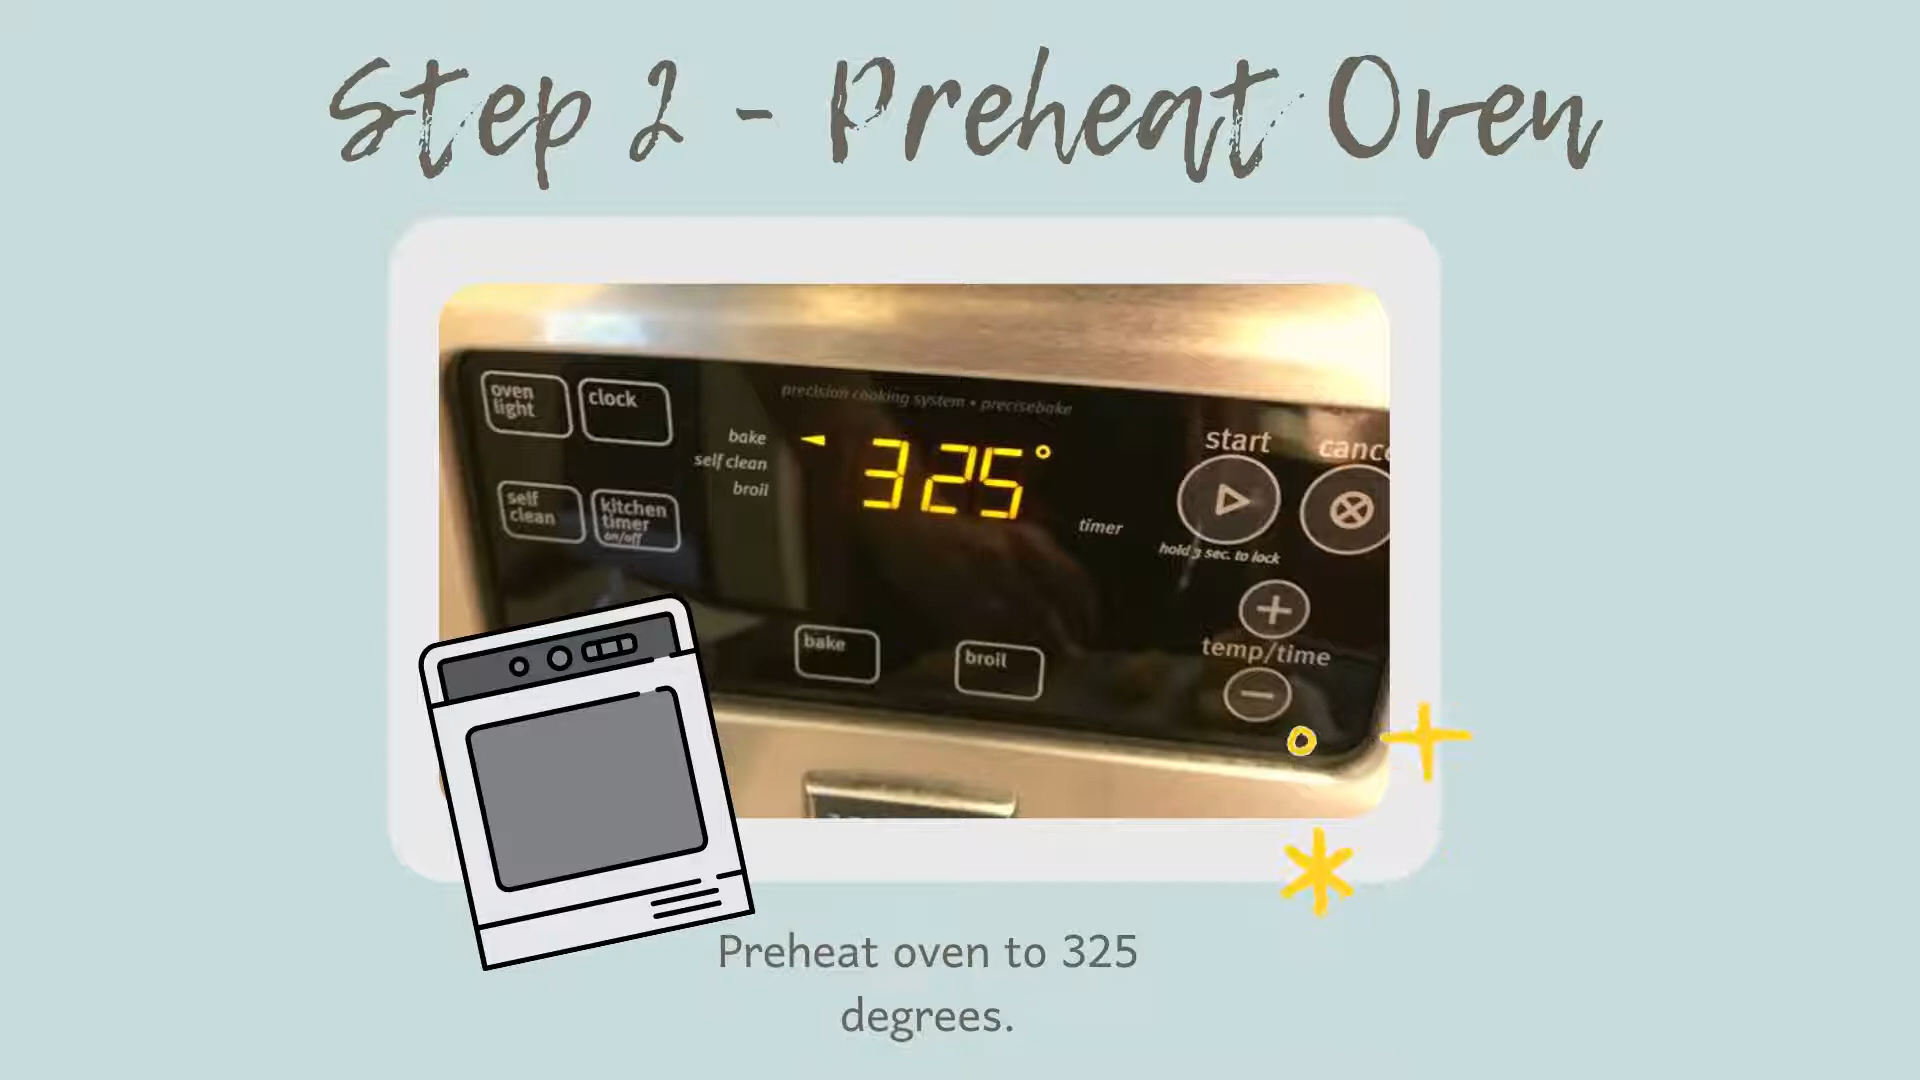 Step 2 - Preheat Oven
oven
light
clock
precision cooking system • precisebake
bake
self clean
broil
325°
timer
start
canc
hold 3 sec. to lock
self
clean
kitchen
timer
on/off
temp/time
bake
broil
Preheat oven to 325
degrees.